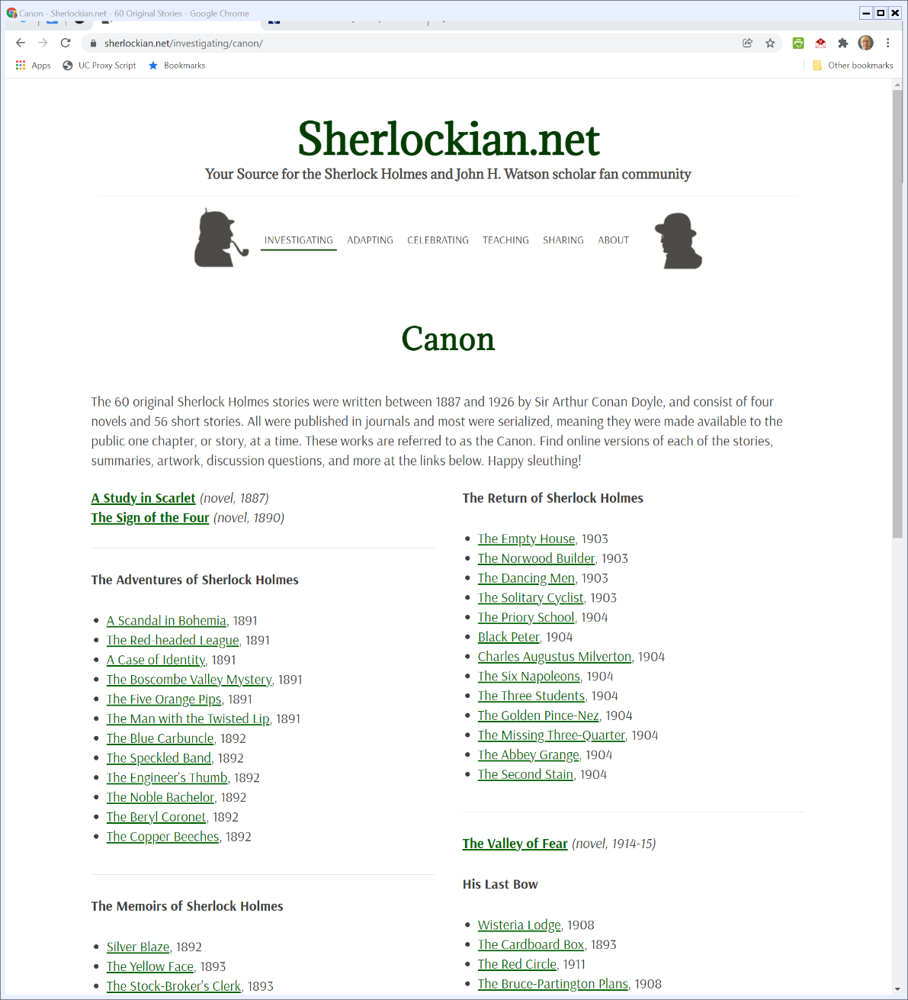 Canon - Sherlockian.net - 60 Original Stories - Google Chrome
sherlockian.net/investigating/canon/
Apps UC Proxy Script Bookmarks Other bookmarks
Sherlockian.net
Your Source for the Sherlock Holmes and John H. Watson scholar fan community
INVESTIGATING ADAPTING CELEBRATING TEACHING SHARING ABOUT
Canon
The 60 original Sherlock Holmes stories were written between 1887 and 1926 by Sir Arthur Conan Doyle, and consist of four
novels and 56 short stories. All were published in journals and most were serialized, meaning they were made available to the
public one chapter, or story, at a time. These works are referred to as the Canon. Find online versions of each of the stories,
summaries, artwork, discussion questions, and more at the links below. Happy sleuthing!
A Study in Scarlet (novel, 1887)
The Sign of the Four (novel, 1890)
The Adventures of Sherlock Holmes
• A Scandal in Bohemia, 1891
• The Red-headed League, 1891
• A Case of Identity, 1891
• The Boscombe Valley Mystery, 1891
• The Five Orange Pips, 1891
• The Man with the Twisted Lip, 1891
• The Blue Carbuncle, 1892
• The Speckled Band, 1892
• The Engineer's Thumb, 1892
• The Noble Bachelor, 1892
• The Beryl Coronet, 1892
• The Copper Beeches, 1892
The Memoirs of Sherlock Holmes
• Silver Blaze, 1892
• The Yellow Face, 1893
• The Stock-Broker's Clerk, 1893
The Return of Sherlock Holmes
• The Empty House, 1903
• The Norwood Builder, 1903
• The Dancing Men, 1903
• The Solitary Cyclist, 1903
• The Priory School, 1904
• Black Peter, 1904
• Charles Augustus Milverton, 1904
• The Six Napoleons, 1904
• The Three Students, 1904
• The Golden Pince-Nez, 1904
• The Missing Three-Quarter, 1904
• The Abbey Grange, 1904
• The Second Stain, 1904
The Valley of Fear (novel, 1914-15)
His Last Bow
• Wisteria Lodge, 1908
• The Cardboard Box, 1893
• The Red Circle, 1911
• The Bruce-Partington Plans, 1908